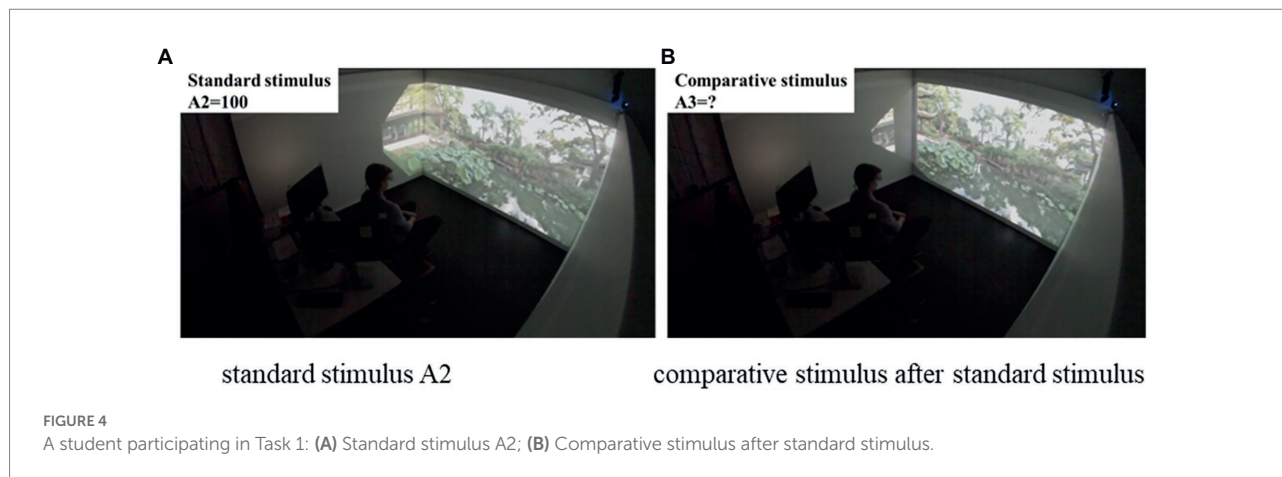 A
B
Standard stimulus
A2=100
Comparative stimulus
A3=?
standard stimulus A2
comparative stimulus after standard stimulus
FIGURE 4
A student participating in Task 1: (A) Standard stimulus A2; (B) Comparative stimulus after standard stimulus.